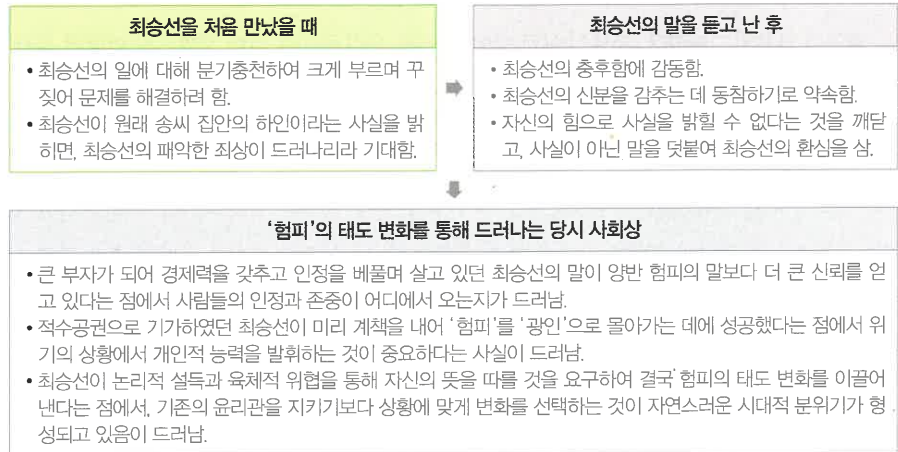 최승선을 처음 만났을 때
• 최승선의 일에 대해 분기충천하여 크게 부르며 꾸
짖어 문제를 해결하려 함.
• 최승선이 원래 송씨 집안의 하인이라는 사실을 밝
히면, 최승선의 패악한 죄상이 드러나리라 기대함.
최승선의 말을 듣고 난 후
• 최승선의 충후함에 감동함.
• 최승선의 신분을 감추는 데 동참하기로 약속함.
• 자신의 힘으로 사실을 밝힐 수 없다는 것을 깨닫
고, 사실이 아닌 말을 덧붙여 최승선의 환심을 삼.
‘험피’의 태도 변화를 통해 드러나는 당시 사회상
• 큰 부자가 되어 경제력을 갖추고 인정을 베풀며 살고 있던 최승선의 말이 양반 험피의 말보다 더 큰 신뢰를 얻
고 있다는 점에서 사람들의 인정과 존중이 어디에서 오는지가 드러남.
• 적수공권으로 기가하였던 최승선이 미리 계책을 내어 ‘험피’를 ‘광인’으로 몰아가는 데에 성공했다는 점에서 위
기의 상황에서 개인적 능력을 발휘하는 것이 중요하다는 사실이 드러남.
• 최승선이 논리적 설득과 육체적 위협을 통해 자신의 뜻을 따를 것을 요구하여 결국 험피의 태도 변화를 이끌어
낸다는 점에서, 기존의 윤리관을 지키기보다 상황에 맞게 변화를 선택하는 것이 자연스러운 시대적 분위기가 형
성되고 있음이 드러남.